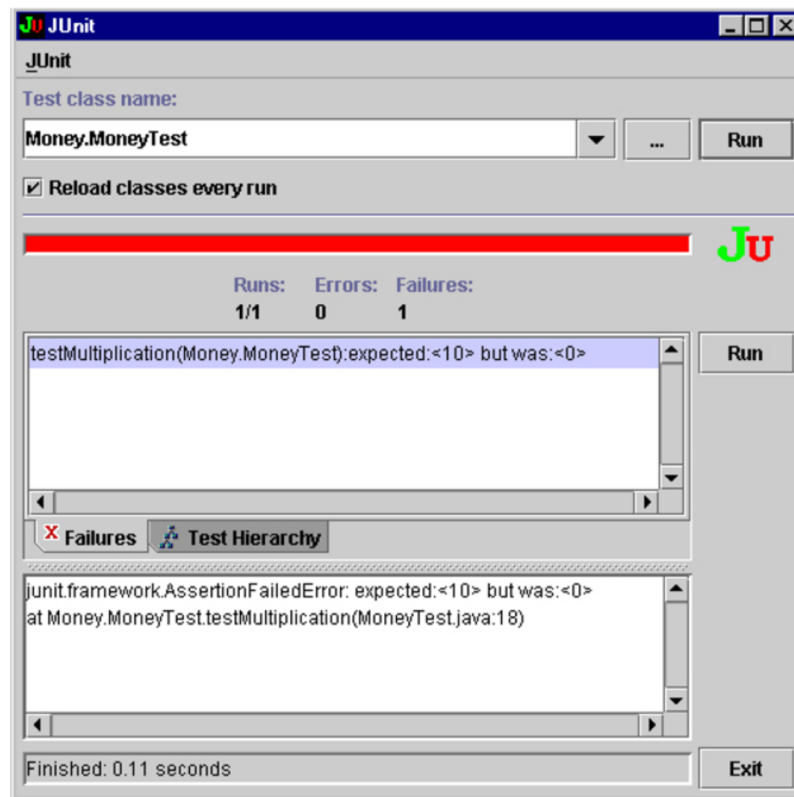 JU JUnit
JUnit
Test class name:
Money.MoneyTest
...
Run
Reload classes every run
JU
Runs: Errors: Failures:
1/1 0 1
testMultiplication(Money.MoneyTest):expected:<10> but was:<0>
Run
X Failures
Test Hierarchy
junit.framework.AssertionFailedError: expected:<10> but was:<0>
at Money.MoneyTest.testMultiplication(MoneyTest.java:18)
Finished: 0.11 seconds
Exit